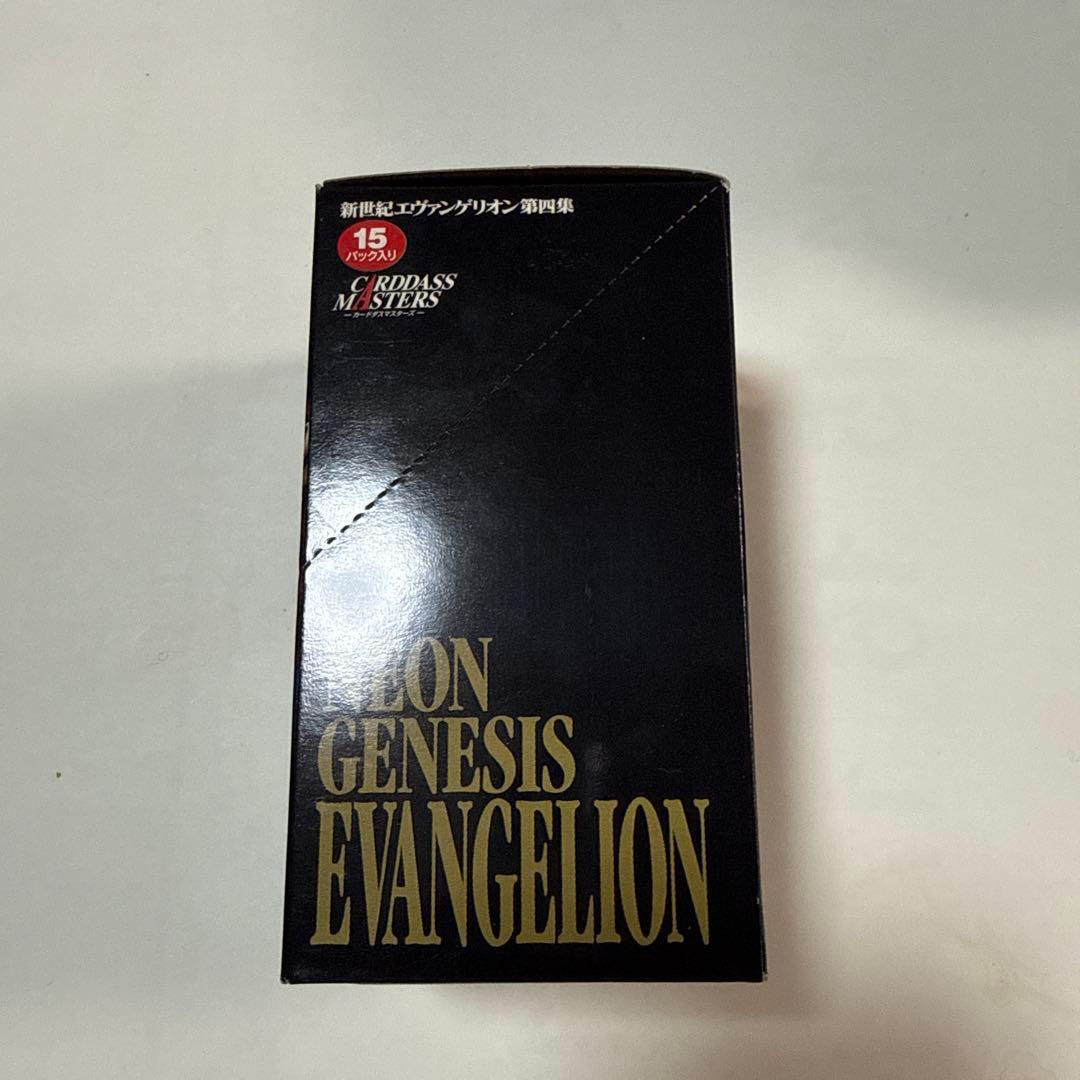 新世紀エヴァンゲリオン第四集
15
パック入り
CARDDASS
MASTERS
ーカードダスマスターズー
NEON
GENESIS
EVANGELION